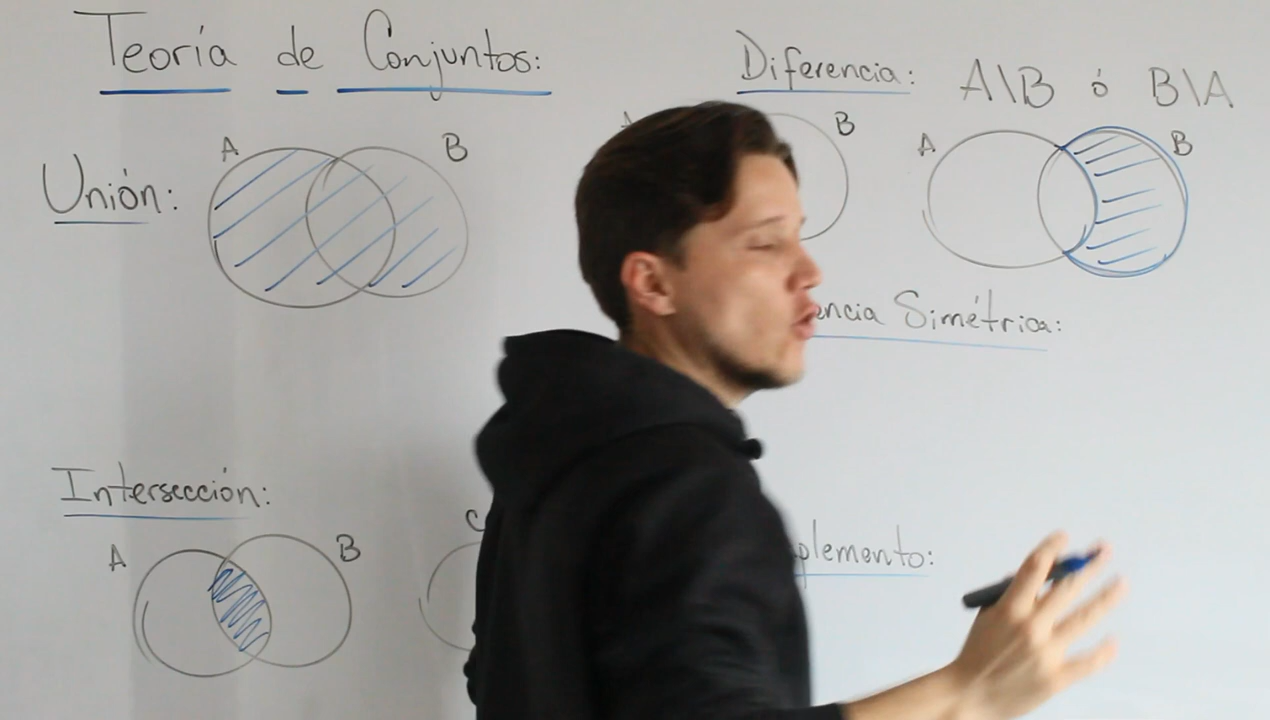 Teoría de Conjuntos:
Unión:
A B
Intersección:
A B
C
Diferencia: A\B ó B\A
A B
A B
encia Simétrica:
plemento: